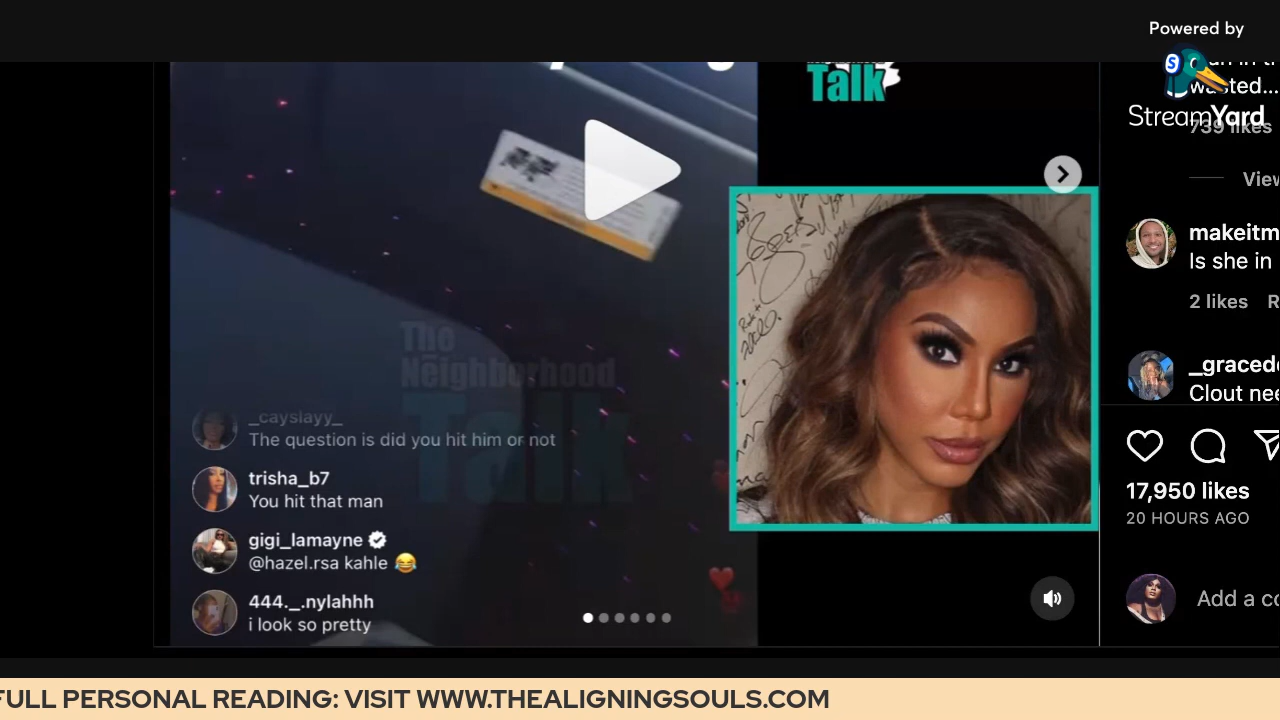 Powered by
StreamYard
Talk
wasted...
739 likes
View
makeitm
Is she in
2 likes R
_gracede
Clout nee
17,950 likes
20 HOURS AGO
Add a co
The
Neighborhood
Talk
_cayslayy_
The question is did you hit him or not
trisha_b7
You hit that man
gigi_lamayne
@hazel.rsa kahle 😂
444._.nylahhh
i look so pretty
FULL PERSONAL READING: VISIT WWW.THEALIGNINGSOULS.COM